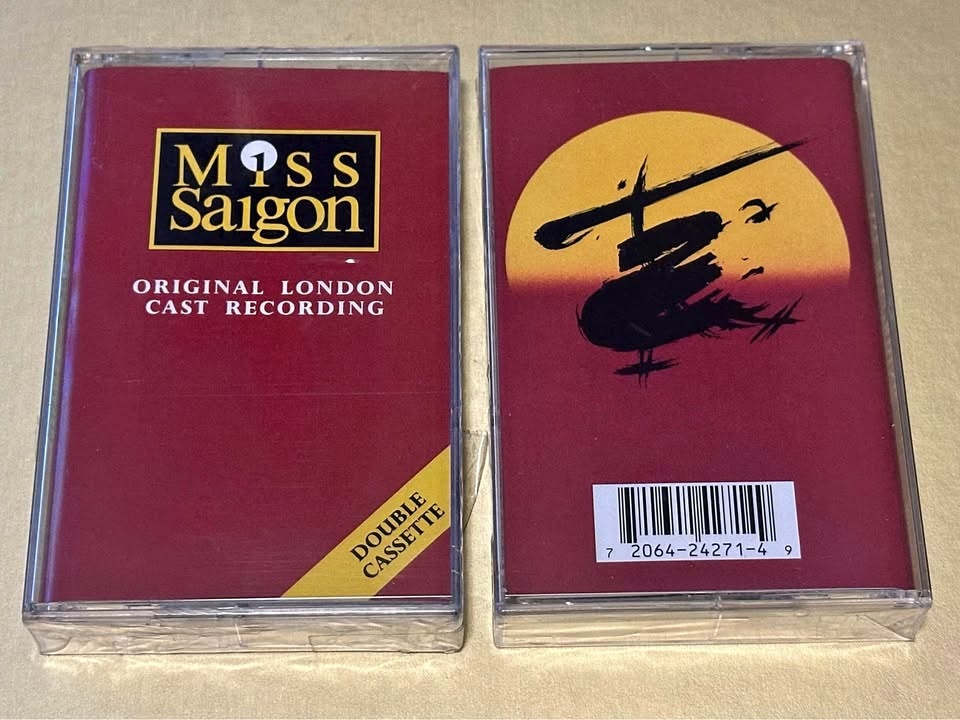 Miss
Saigon
ORIGINAL LONDON
CAST RECORDING
DOUBLE
CASSETTE
7 2064-24271-4 9